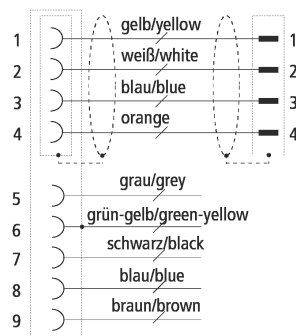 1 gelb/yellow 1
2 weiß/white 2
3 blau/blue 3
4 orange 4
5 grau/grey
6 grün-gelb/green-yellow
7 schwarz/black
8 blau/blue
9 braun/brown